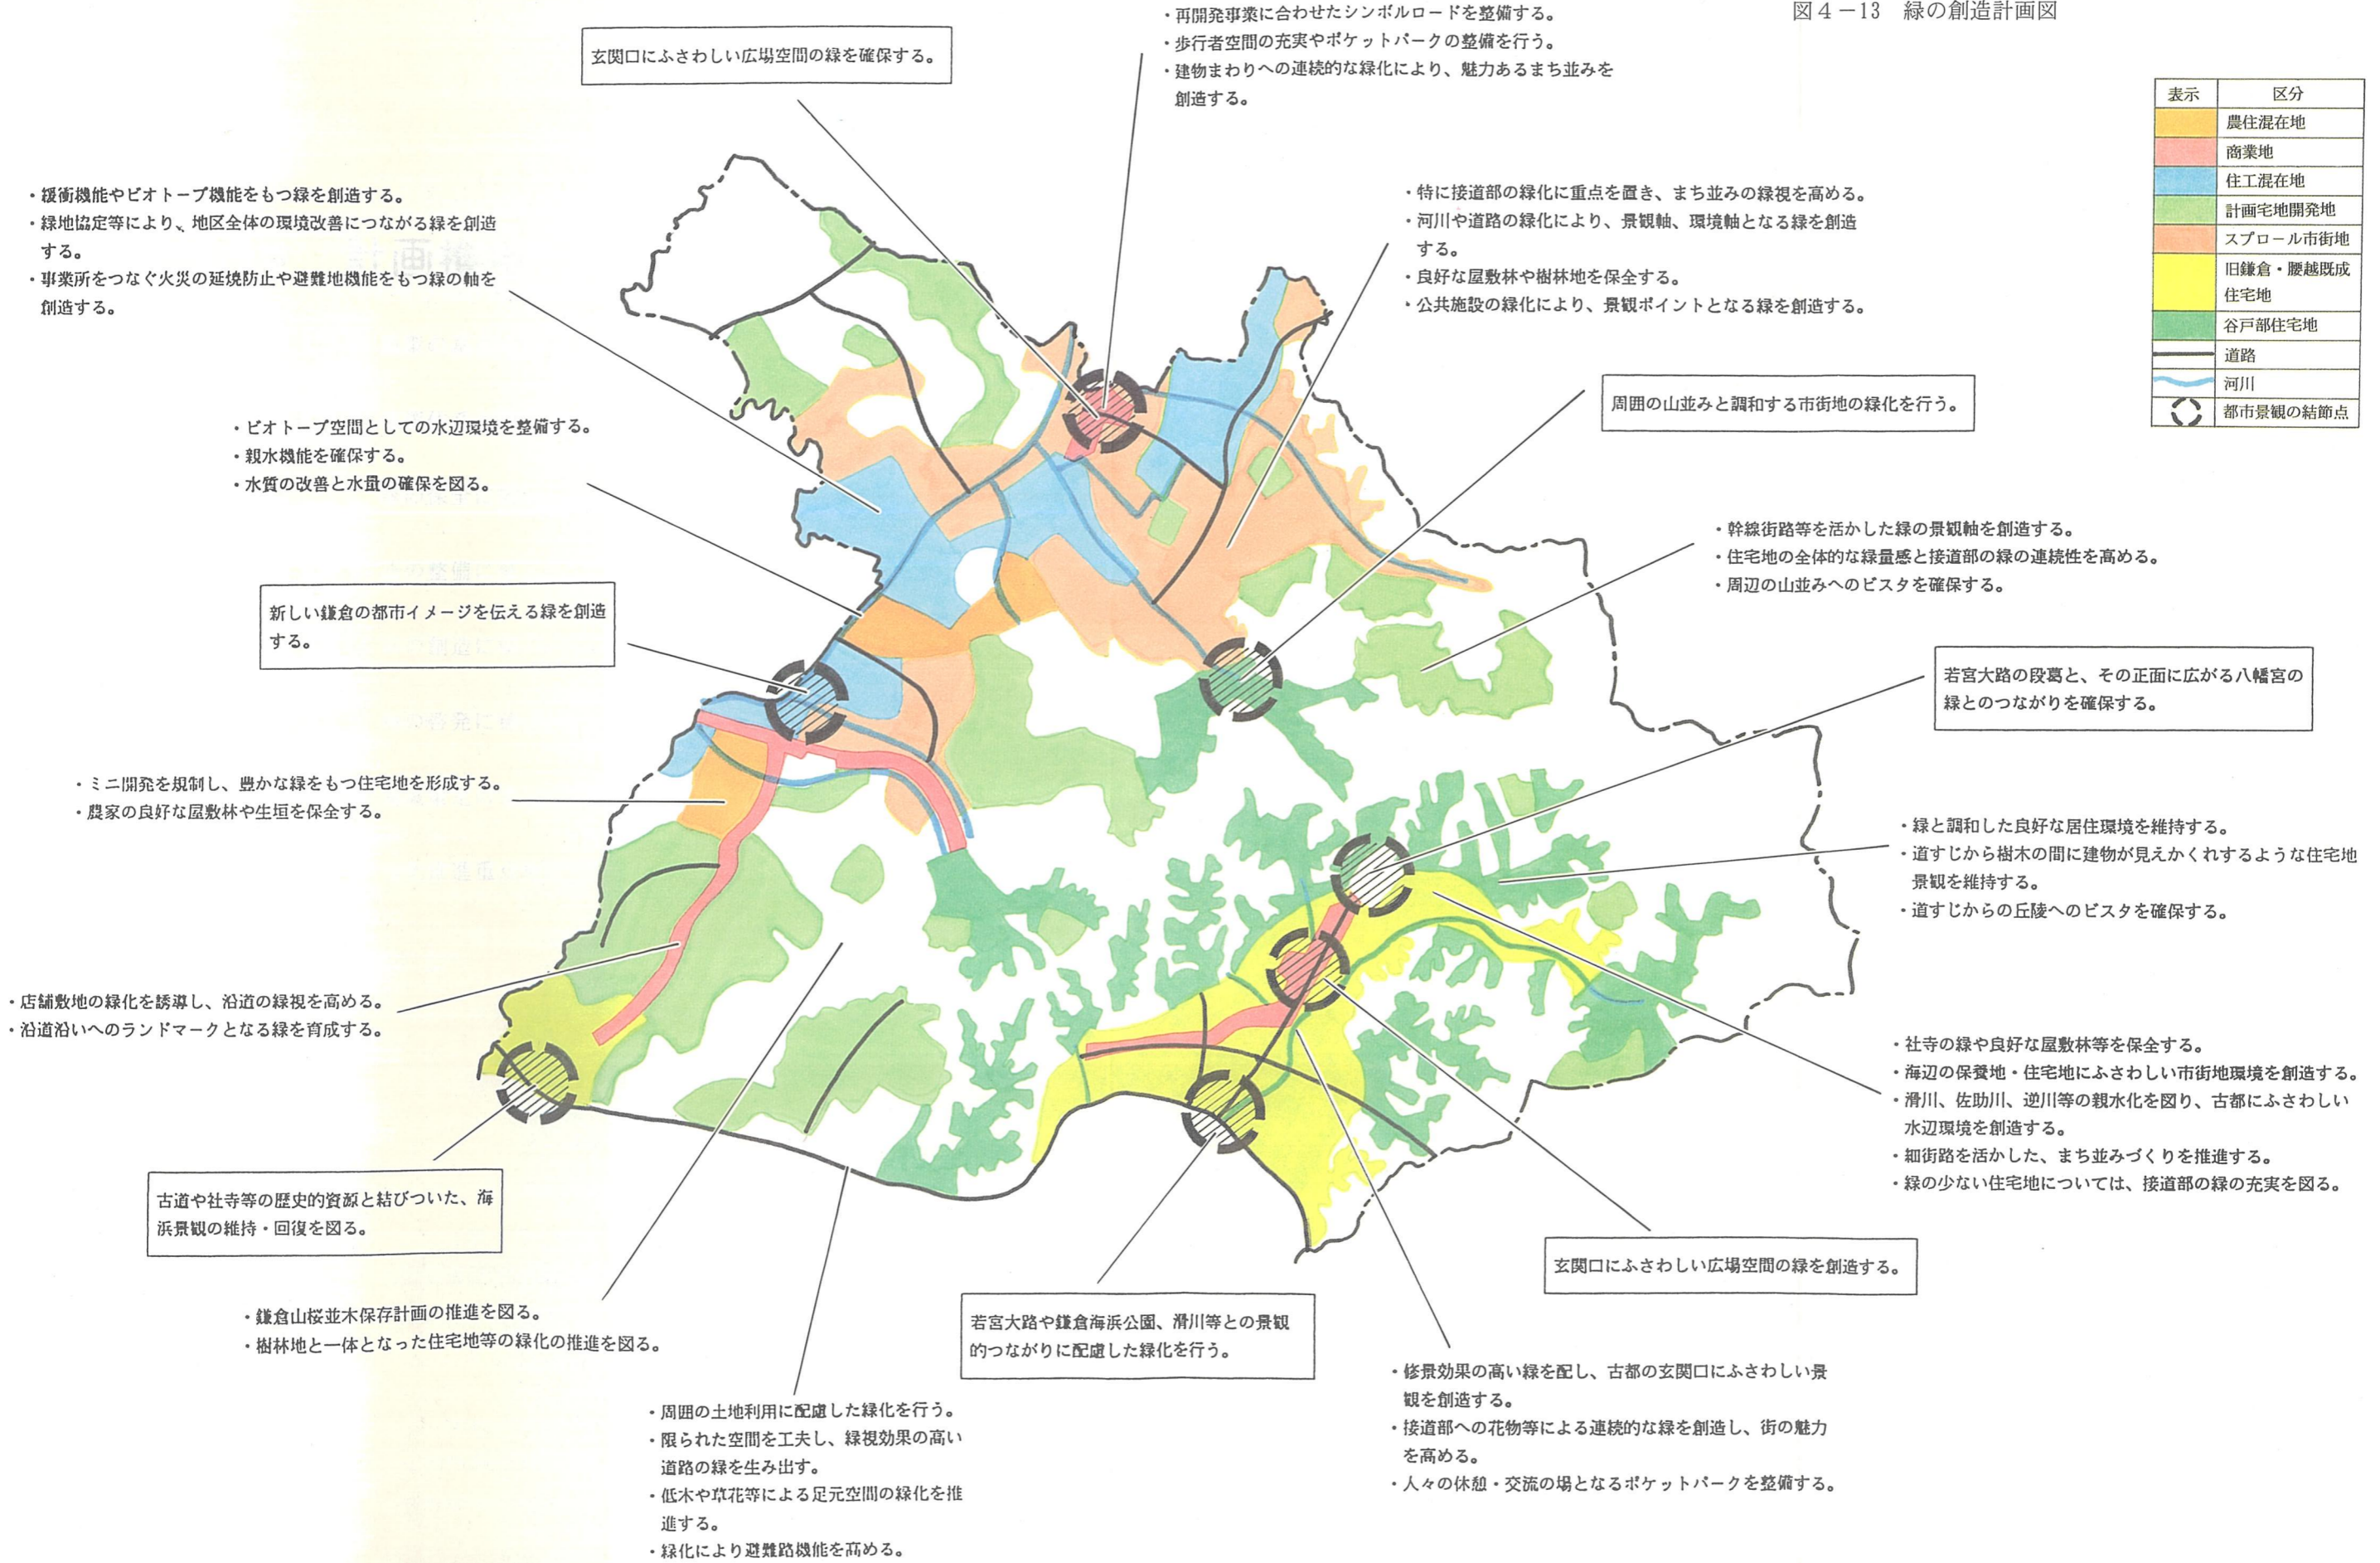 図4-13 緑の創造計画図
・再開発事業に合わせたシンボルロードを整備する。
・歩行者空間の充実やポケットパークの整備を行う。
・建物まわりへの連続的な緑化により、魅力あるまち並みを
創造する。
玄関口にふさわしい広場空間の緑を確保する。
表示 区分
農住混在地
商業地
住工混在地
計画宅地開発地
スプロール市街地
旧鎌倉・腰越既成
住宅地
谷戸部住宅地
道路
河川
都市景観の結節点
・緩衝機能やビオトープ機能をもつ緑を創造する。
・緑地協定等により、地区全体の環境改善につながる緑を創造
する。
・事業所をつなぐ火災の延焼防止や避難地機能をもつ緑の軸を
創造する。
・特に接道部の緑化に重点を置き、まち並みの緑視を高める。
・河川や道路の緑化により、景観軸、環境軸となる緑を創造
する。
・良好な屋敷林や樹林地を保全する。
・公共施設の緑化により、景観ポイントとなる緑を創造する。
周囲の山並みと調和する市街地の緑化を行う。
・ビオトープ空間としての水辺環境を整備する。
・親水機能を確保する。
・水質の改善と水量の確保を図る。
・幹線街路等を活かした緑の景観軸を創造する。
・住宅地の全体的な緑量感と接道部の緑の連続性を高める。
・周辺の山並みへのビスタを確保する。
新しい鎌倉の都市イメージを伝える緑を創造
する。
若宮大路の段葛と、その正面に広がる八幡宮の
緑とのつながりを確保する。
・ミニ開発を規制し、豊かな緑をもつ住宅地を形成する。
・農家の良好な屋敷林や生垣を保全する。
・緑と調和した良好な居住環境を維持する。
・道すじから樹木の間に建物が見えかくれするような住宅地
景観を維持する。
・道すじからの丘陵へのビスタを確保する。
・店舗敷地の緑化を誘導し、沿道の緑視を高める。
・沿道沿いへのランドマークとなる緑を育成する。
・社寺の緑や良好な屋敷林等を保全する。
・海辺の保養地・住宅地にふさわしい市街地環境を創造する。
・滑川、佐助川、逆川等の親水化を図り、古都にふさわしい
水辺環境を創造する。
・細街路を活かした、まち並みづくりを推進する。
・緑の少ない住宅地については、接道部の緑の充実を図る。
古道や社寺等の歴史的資源と結びついた、海
浜景観の維持・回復を図る。
玄関口にふさわしい広場空間の緑を創造する。
・鎌倉山桜並木保存計画の推進を図る。
・樹林地と一体となった住宅地等の緑化の推進を図る。
若宮大路や鎌倉海浜公園、滑川等との景観
的つながりに配慮した緑化を行う。
・修景効果の高い緑を配し、古都の玄関口にふさわしい景
観を創造する。
・接道部への花物等による連続的な緑を創造し、街の魅力
を高める。
・人々の休憩・交流の場となるポケットパークを整備する。
・周囲の土地利用に配慮した緑化を行う。
・限られた空間を工夫し、緑視効果の高い
道路の緑を生み出す。
・低木や草花等による足元空間の緑化を推
進する。
・緑化により避難路機能を高める。